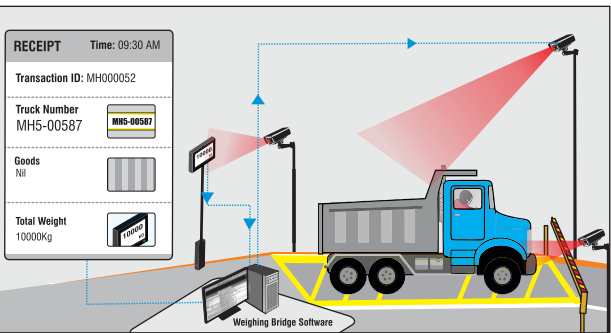 RECEIPT Time: 09:30 AM
Transaction ID: MH000052
Truck Number
MH5-00587
MH5-00587
Goods
Nil
Total Weight
10000Kg
10000
KG
10000
Weighing Bridge Software